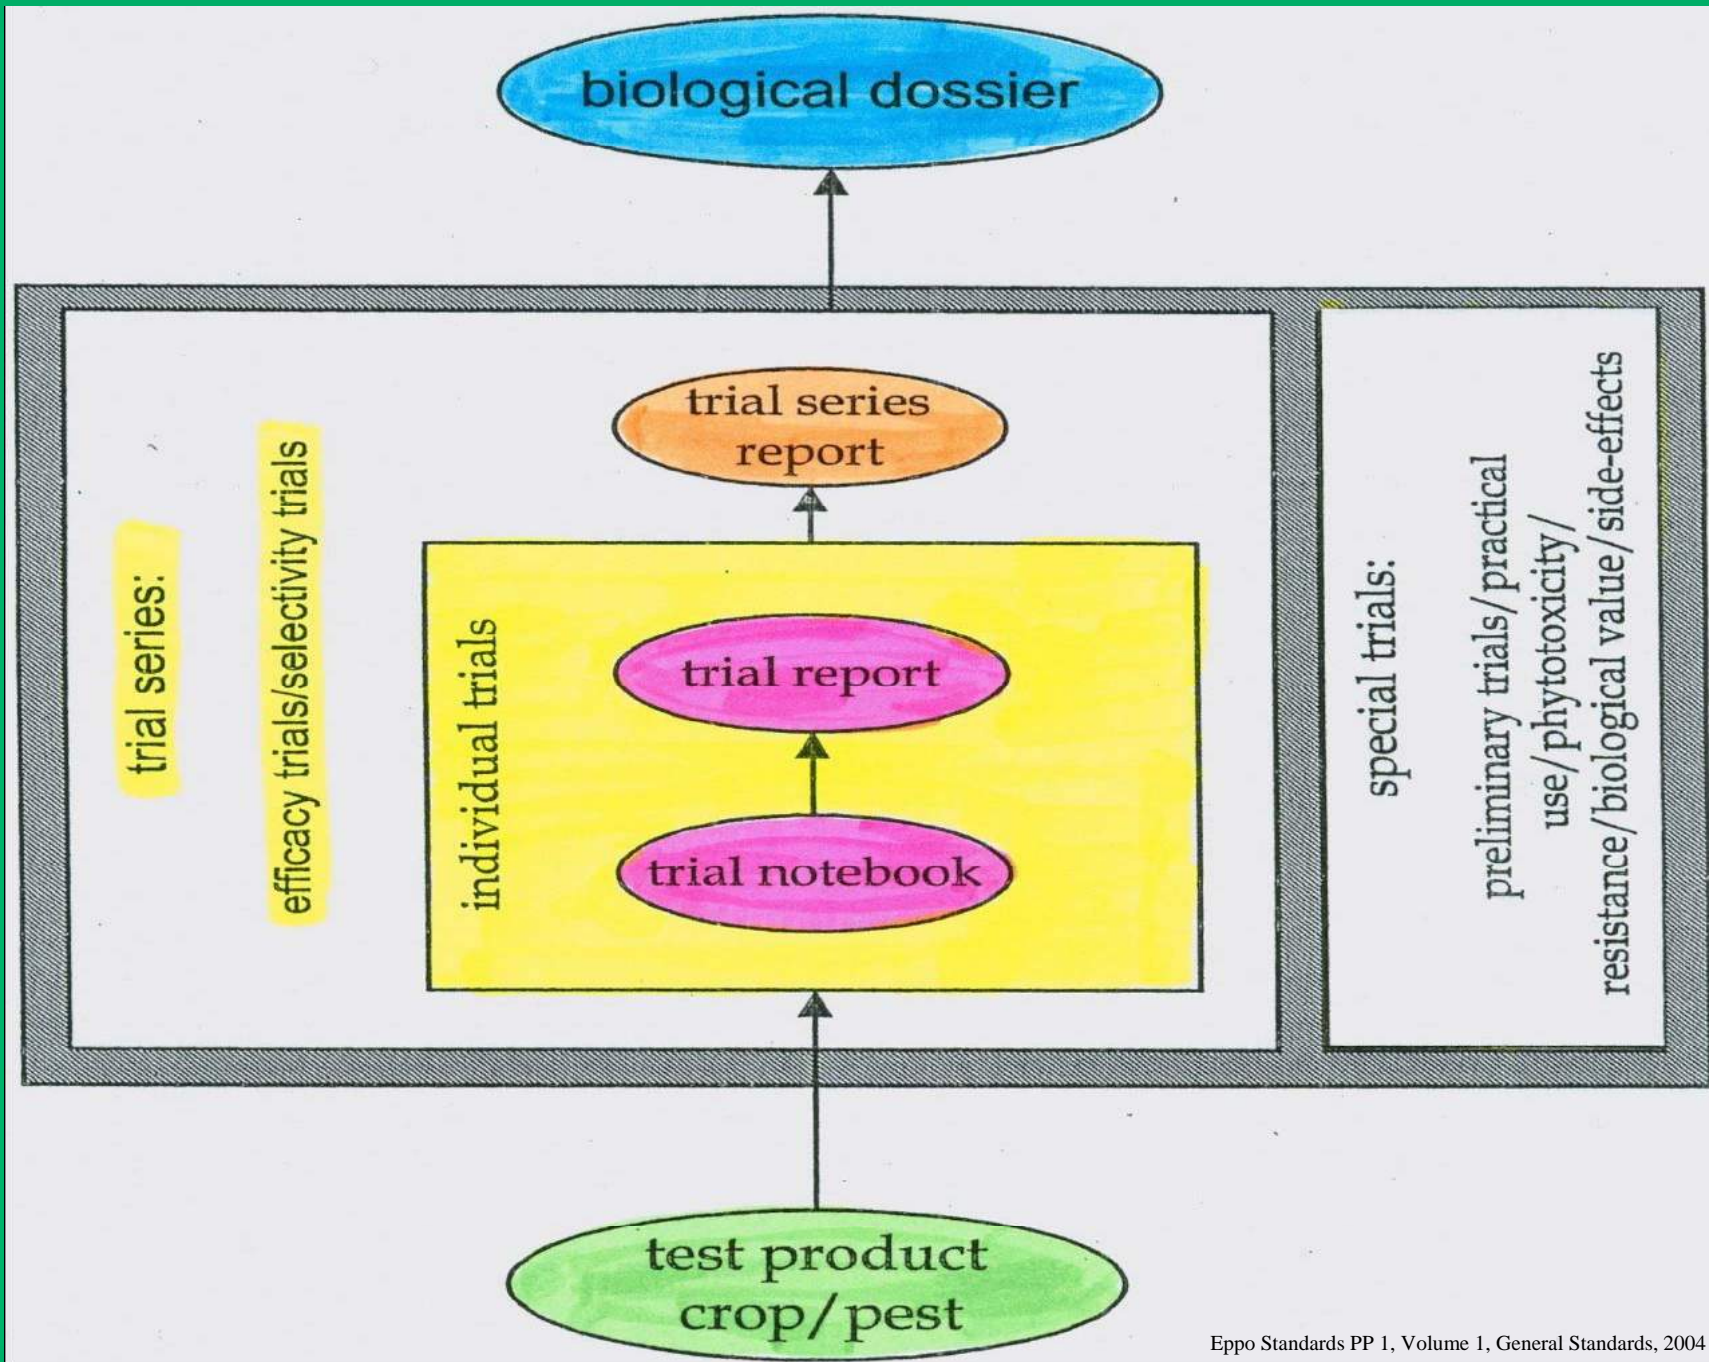 biological dossier
trial series:
efficacy trials/selectivity trials
trial series
report
individual trials
trial report
trial notebook
special trials:
preliminary trials/practical
use/phytotoxicity/
resistance/biological value/side-effects
test product
crop/pest
Eppo Standards PP 1, Volume 1, General Standards, 2004